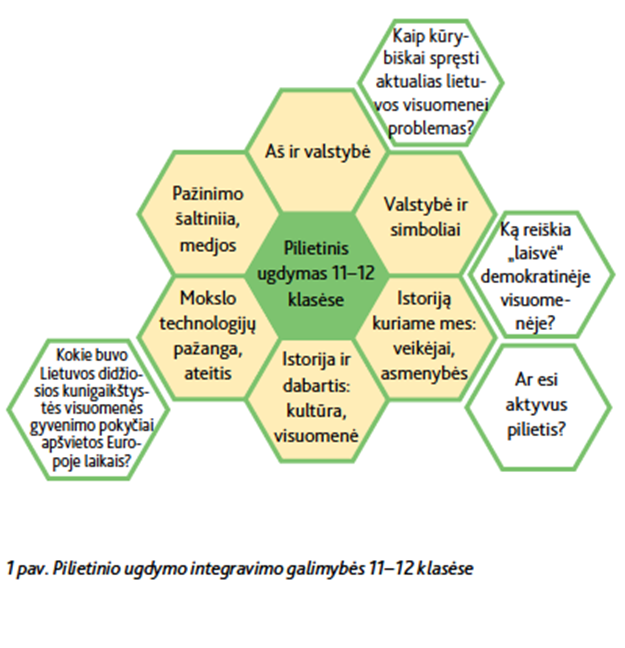 Kaip kūry-
biškai spręsti
aktualias lietu-
vos visuomenei
problemas?
Aš ir valstybė
Pažinimo
šaltiniia,
medjos
Valstybė ir
simboliai
Pilietinis
ugdymas 11–12
klasėse
Ką reiškia
„laisvė“
demokratinėje
visuome-
nėje?
Mokslo
technologijų
pažanga,
ateitis
Istoriją
kuriame mes:
veikėjai,
asmenybės
Istorija ir
dabartis:
kultūra,
visuomenė
Kokie buvo
Lietuvos didžio-
sios kunigaikštys-
tės visuomenės
gyvenimo pokyčiai
apšvietos Euro-
poje laikais?
Ar esi
aktyvus
pilietis?
1 pav. Pilietinio ugdymo integravimo galimybės 11–12 klasėse